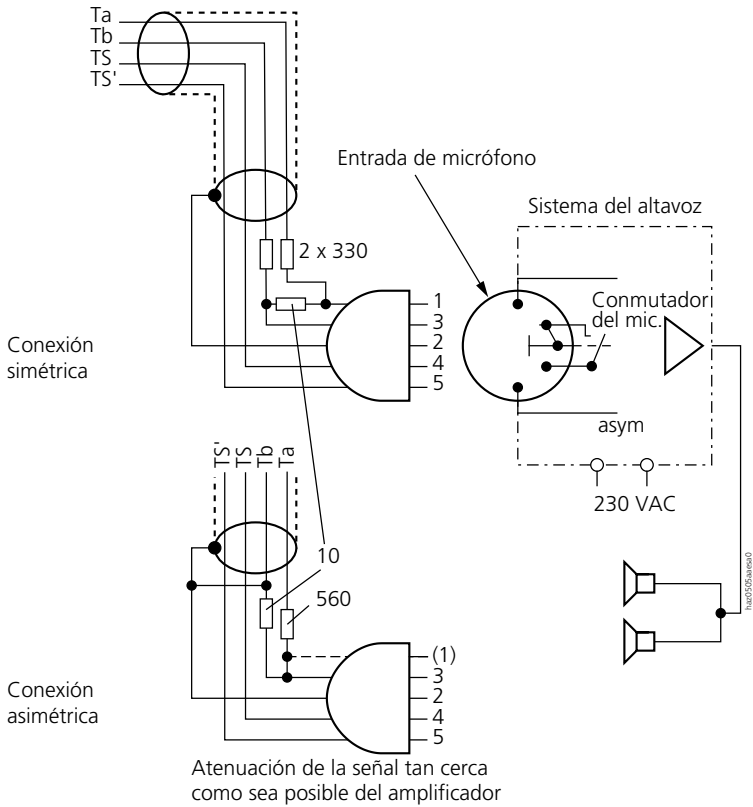 Ta
Tb
TS
TS'
Entrada de micrófono
Sistema del altavoz
2 x 330
1
3
2
4
5
Conmutador
del mic.
Conexión
simétrica
asym
230 VAC
TS'
TS
Tb
Ta
10
560
(1)
3
2
4
5
Conexión
asimétrica
Atenuación de la señal tan cerca
como sea posible del amplificador
haz0505aaesa0